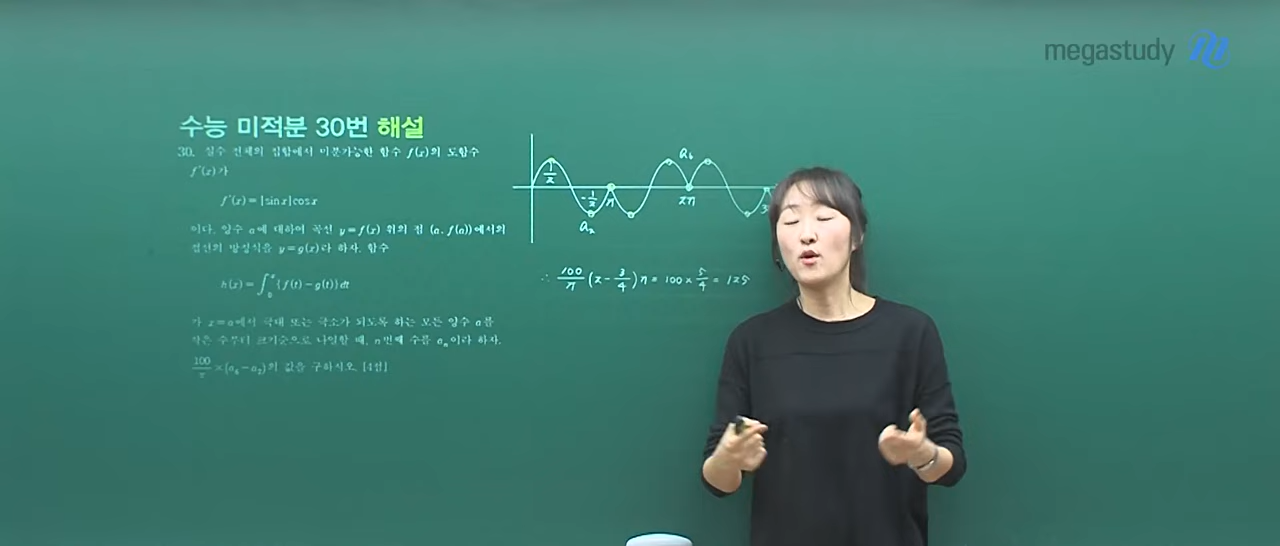 megastudy
수능 미적분 30번 해설
30. 실수 전체의 집합에서 미분가능한 함수 f(x)의 도함수
f'(x)가
f'(x)=|sinx|cosx
이다. 양수 a에 대하여 곡선 y=f(x) 위의 점 (a, f(a))에서의
접선의 방정식을 y=g(x)라 하자. 함수
h(x)=∫₀ˣ{f(t)-g(t)}dt
가 x=a에서 극대 또는 극소가 되도록 하는 모든 양수 a를
작은 수부터 크기순으로 나열할 때, n번째 수를 aₙ이라 하자.
100/π ×(a₆-a₂)의 값을 구하시오. [4점]
a₆
1/2
-1/2
π
2π
3
a₂
∴ 100/π (2-3/4)π = 100×5/4 = 125